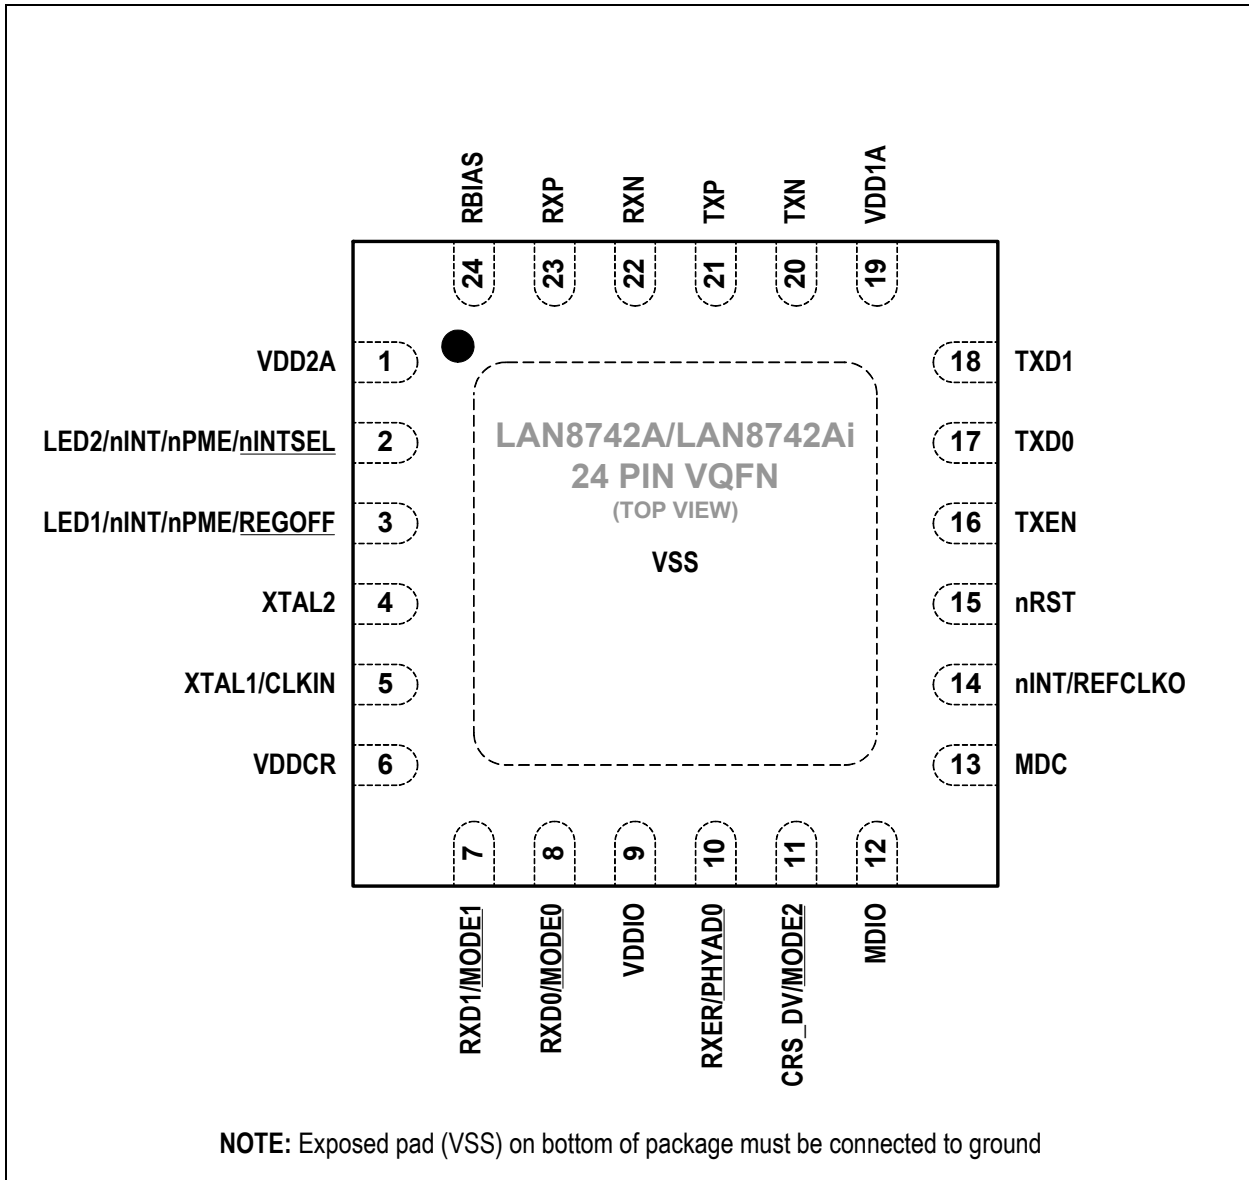 RBIAS
RXP
RXN
TXP
TXN
VDD1A
24
23
22
21
20
19
VDD2A 1
LED2/nINT/nPME/nINTSEL 2
LED1/nINT/nPME/REGOFF 3
XTAL2 4
XTAL1/CLKIN 5
VDDCR 6
LAN8742A/LAN8742Ai
24 PIN VQFN
(TOP VIEW)
VSS
18 TXD1
17 TXD0
16 TXEN
15 nRST
14 nINT/REFCLKO
13 MDC
7
8
9
10
11
12
RXD1/MODE1
RXD0/MODE0
VDDIO
RXER/PHYAD0
CRS_DV/MODE2
MDIO
NOTE: Exposed pad (VSS) on bottom of package must be connected to ground